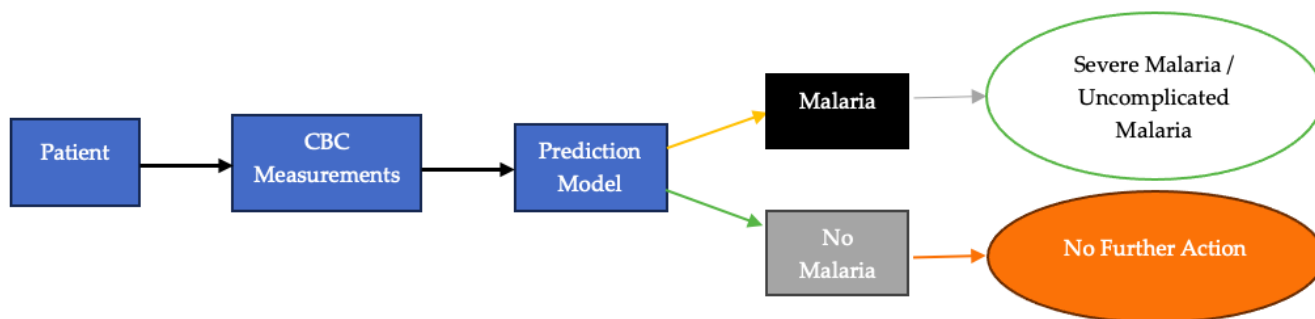 Patient
CBC
Measurements
Prediction
Model
Malaria
Severe Malaria /
Uncomplicated
Malaria
No
Malaria
No Further Action